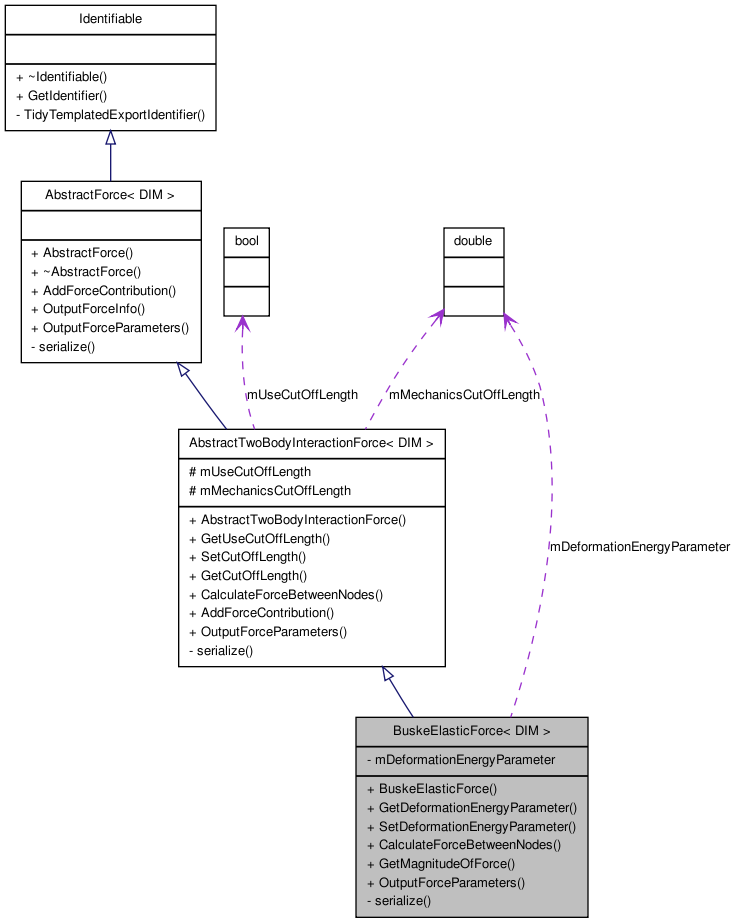 Identifiable
+ ~Identifiable()
+ GetIdentifier()
- TidyTemplatedExportIdentifier()
AbstractForce< DIM >
+ AbstractForce()
+ ~AbstractForce()
+ AddForceContribution()
+ OutputForceInfo()
+ OutputForceParameters()
- serialize()
bool
double
mUseCutOffLength
mMechanicsCutOffLength
AbstractTwoBodyInteractionForce< DIM >
# mUseCutOffLength
# mMechanicsCutOffLength
+ AbstractTwoBodyInteractionForce()
+ GetUseCutOffLength()
+ SetCutOffLength()
+ GetCutOffLength()
+ CalculateForceBetweenNodes()
+ AddForceContribution()
+ OutputForceParameters()
- serialize()
mDeformationEnergyParameter
BuskeElasticForce< DIM >
- mDeformationEnergyParameter
+ BuskeElasticForce()
+ GetDeformationEnergyParameter()
+ SetDeformationEnergyParameter()
+ CalculateForceBetweenNodes()
+ GetMagnitudeOfForce()
+ OutputForceParameters()
- serialize()